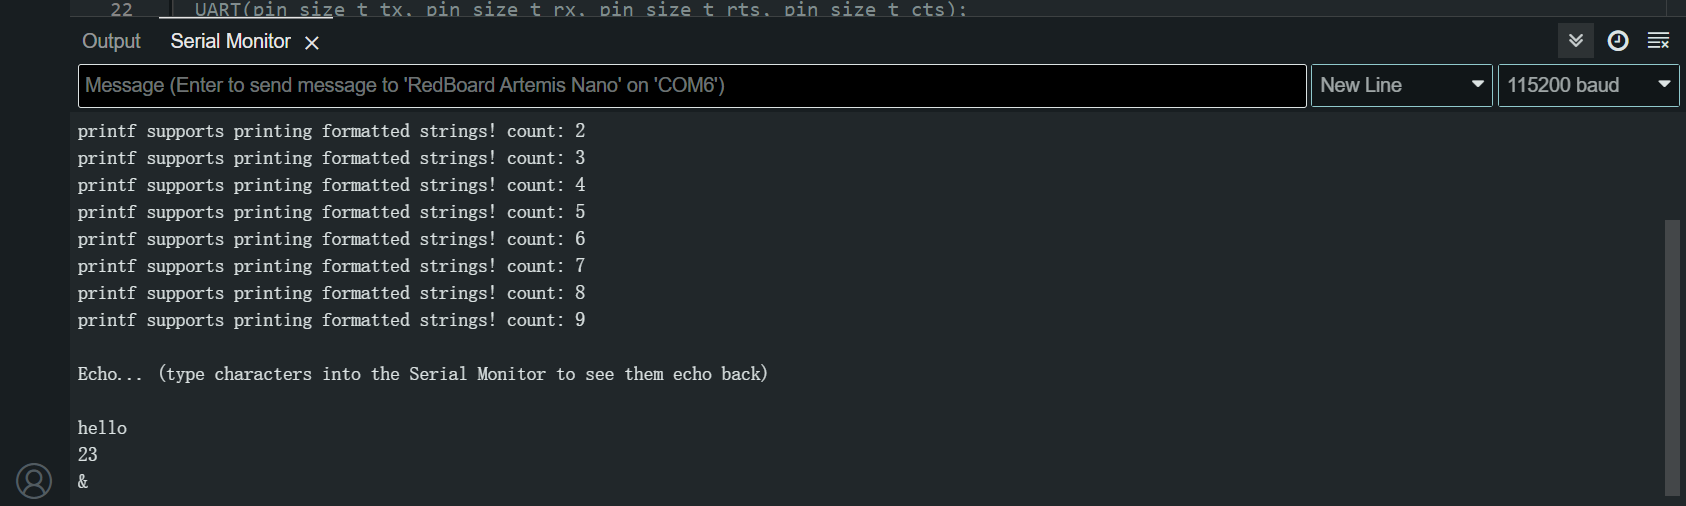 22 UART(pin_size_t tx, pin_size_t rx, pin_size_t rts, pin_size_t cts);
Output Serial Monitor
Message (Enter to send message to 'RedBoard Artemis Nano' on 'COM6') New Line 115200 baud
printf supports printing formatted strings! count: 2
printf supports printing formatted strings! count: 3
printf supports printing formatted strings! count: 4
printf supports printing formatted strings! count: 5
printf supports printing formatted strings! count: 6
printf supports printing formatted strings! count: 7
printf supports printing formatted strings! count: 8
printf supports printing formatted strings! count: 9
Echo... (type characters into the Serial Monitor to see them echo back)
hello
23
&